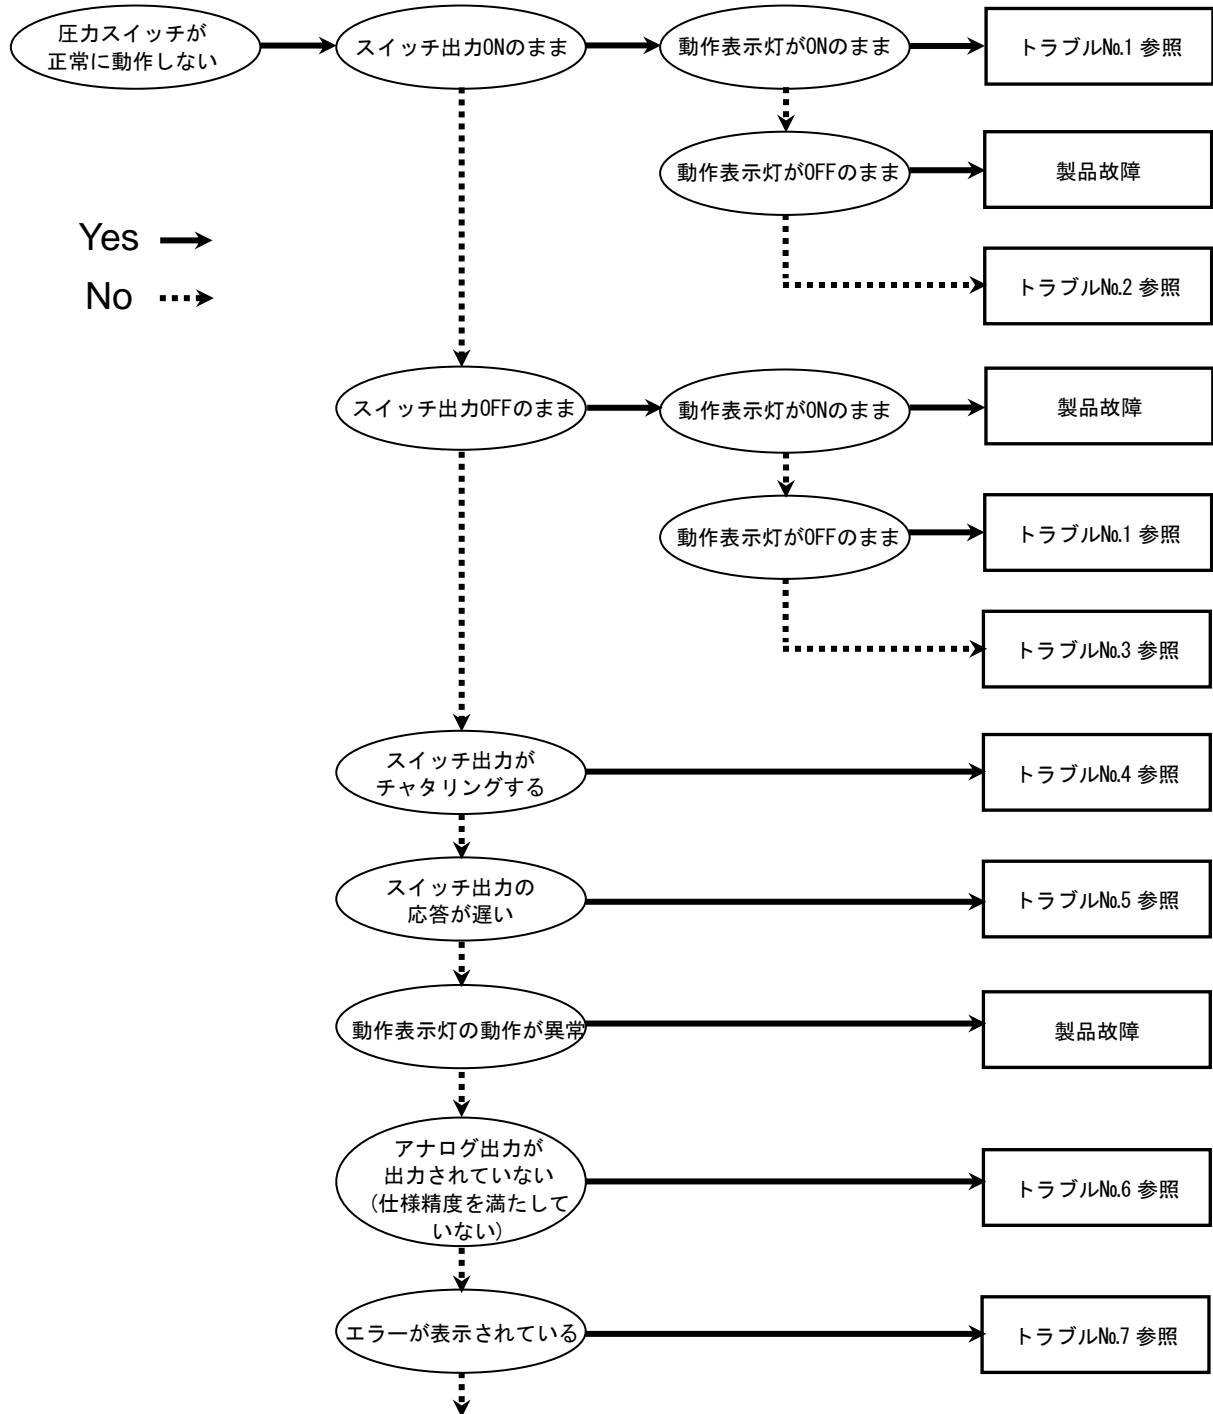 圧力スイッチが
正常に動作しない
スイッチ出力ONのまま
動作表示灯がONのまま
トラブル№1 参照
動作表示灯がOFFのまま
製品故障
Yes
No
トラブル№2 参照
スイッチ出力OFFのまま
動作表示灯がONのまま
製品故障
動作表示灯がOFFのまま
トラブル№1 参照
トラブル№3 参照
スイッチ出力が
チャタリングする
トラブル№4 参照
スイッチ出力の
応答が遅い
トラブル№5 参照
動作表示灯の動作が異常
製品故障
アナログ出力が
出力されていない
(仕様精度を満たして
いない)
トラブル№6 参照
エラーが表示されている
トラブル№7 参照